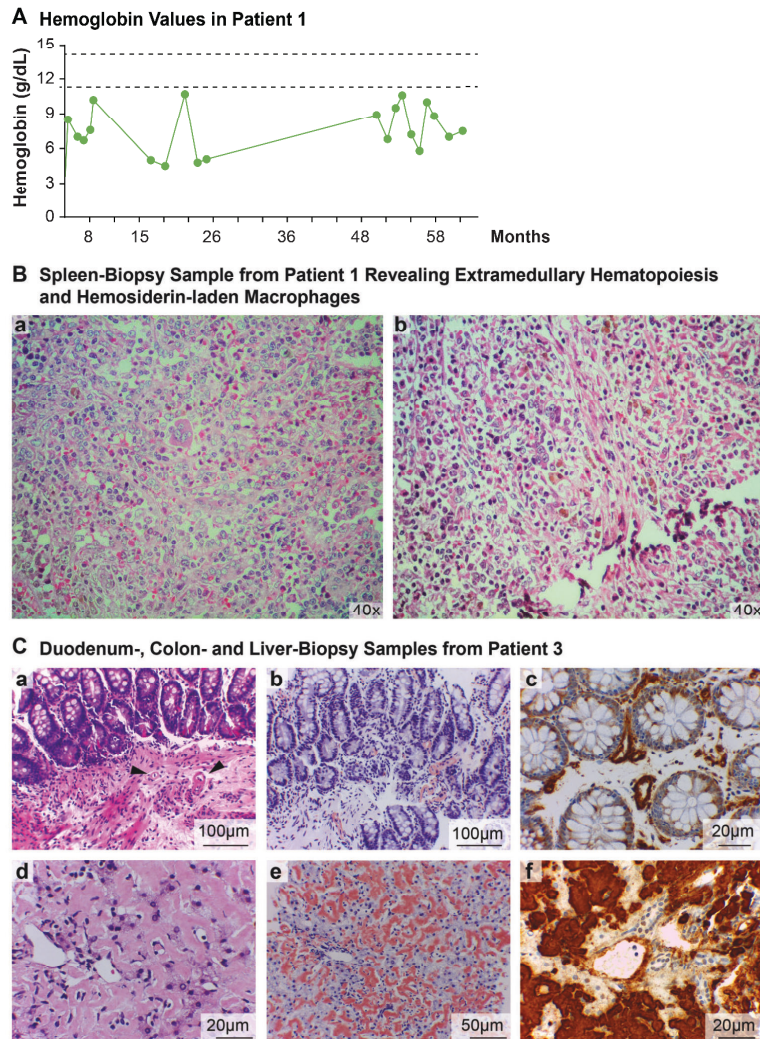 A Hemoglobin Values in Patient 1
Hemoglobin (g/dL)
15
12
9
6
3
0
8 15 26 36 48 58 Months
B Spleen-Biopsy Sample from Patient 1 Revealing Extramedullary Hematopoiesis
and Hemosiderin-laden Macrophages
a b
40x 40x
C Duodenum-, Colon- and Liver-Biopsy Samples from Patient 3
a b c
100µm 100µm 20µm
d e f
20µm 50µm 20µm